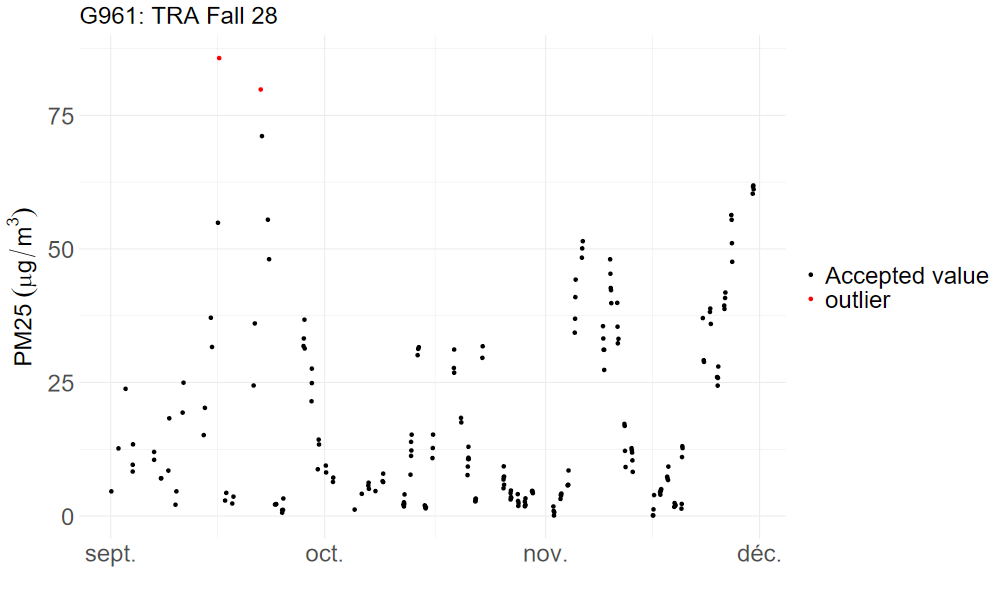 G961: TRA Fall 28
PM25 (μg/m³)
75
50
25
0
sept.
oct.
nov.
déc.
Accepted value
outlier